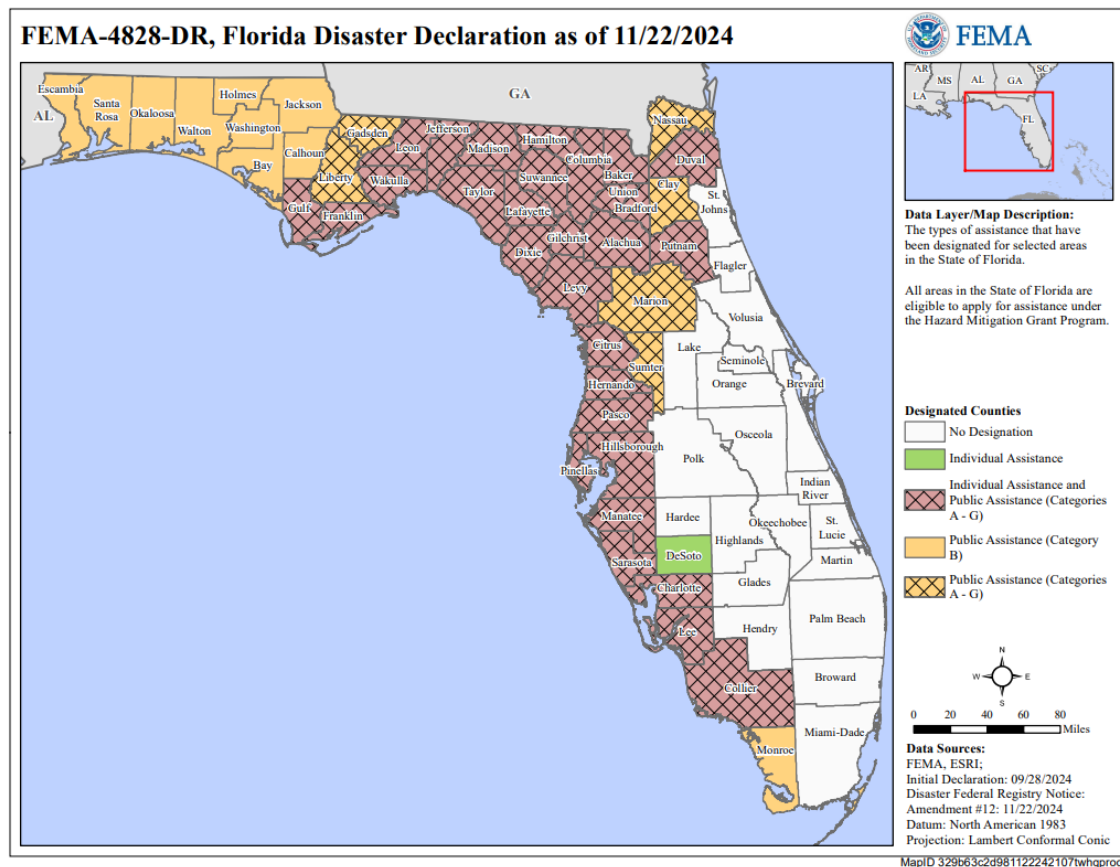 FEMA-4828-DR, Florida Disaster Declaration as of 11/22/2024
FEMA
GA
AL
Escambia
Santa
Rosa
Okaloosa
Walton
Holmes
Washington
Bay
Jackson
Calhoun
Gulf
Gadsden
Liberty
Franklin
Leon
Wakulla
Jefferson
Madison
Taylor
Hamilton
Suwannee
Lafayette
Dixie
Columbia
Gilchrist
Levy
Baker
Union
Bradford
Alachua
Nassau
Duval
Clay
St.
Johns
Putnam
Flagler
Marion
Volusia
Citrus
Sumter
Lake
Seminole
Orange
Brevard
Hernando
Pasco
Hillsborough
Pinellas
Polk
Osceola
Indian
River
Manatee
Hardee
Highlands
Okeechobee
St.
Lucie
Sarasota
DeSoto
Martin
Charlotte
Glades
Lee
Hendry
Palm Beach
Collier
Broward
Monroe
Miami-Dade
AR
MS
AL
GA
SC
LA
FL
Data Layer/Map Description:
The types of assistance that have
been designated for selected areas
in the State of Florida.
All areas in the State of Florida are
eligible to apply for assistance under
the Hazard Mitigation Grant Program.
Designated Counties
No Designation
Individual Assistance
Individual Assistance and
Public Assistance (Categories
A - G)
Public Assistance (Category
B)
Public Assistance (Categories
A - G)
N
W
E
S
0 20 40 60 80
Miles
Data Sources:
FEMA, ESRI;
Initial Declaration: 09/28/2024
Disaster Federal Registry Notice:
Amendment #12: 11/22/2024
Datum: North American 1983
Projection: Lambert Conformal Conic
MapID 329b63c2d981122242107twhqprod